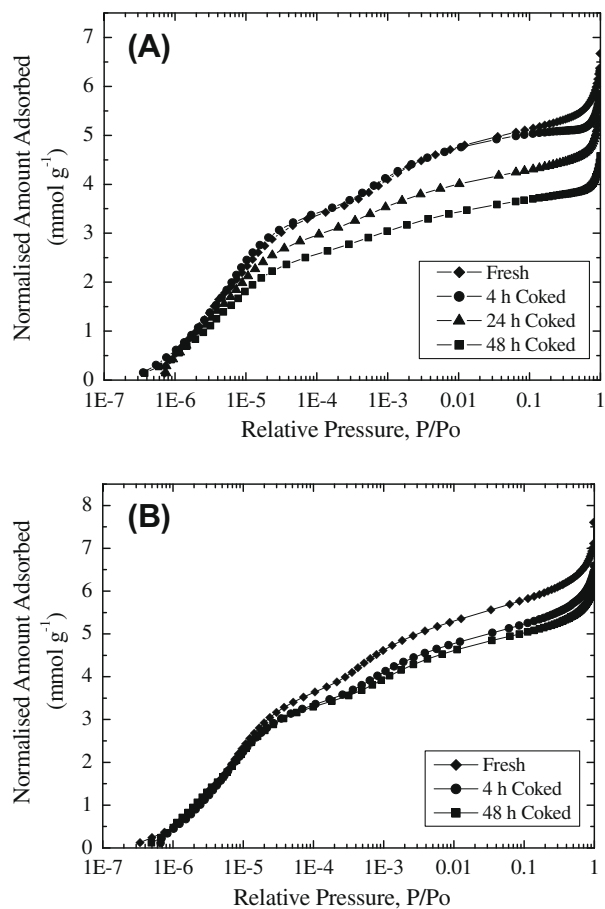 (A)
Normalised Amount Adsorbed
(mmol g⁻¹)
7
6
5
4
3
2
1
0
Fresh
4 h Coked
24 h Coked
48 h Coked
1E-7 1E-6 1E-5 1E-4 1E-3 0.01 0.1 1
Relative Pressure, P/Po
(B)
Normalised Amount Adsorbed
(mmol g⁻¹)
8
7
6
5
4
3
2
1
0
Fresh
4 h Coked
48 h Coked
1E-7 1E-6 1E-5 1E-4 1E-3 0.01 0.1 1
Relative Pressure, P/Po